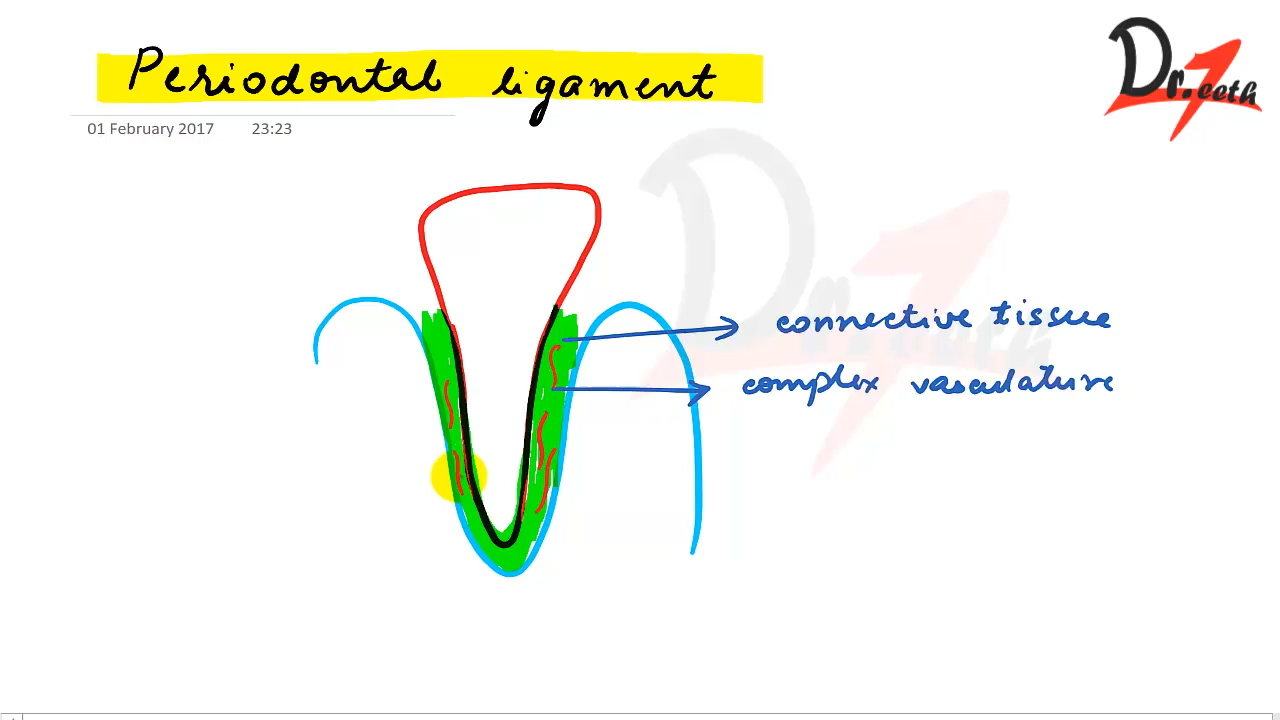 Periodontal ligament
Dr. Teeth
01 February 2017 23:23
connective tissue
complex vasculature